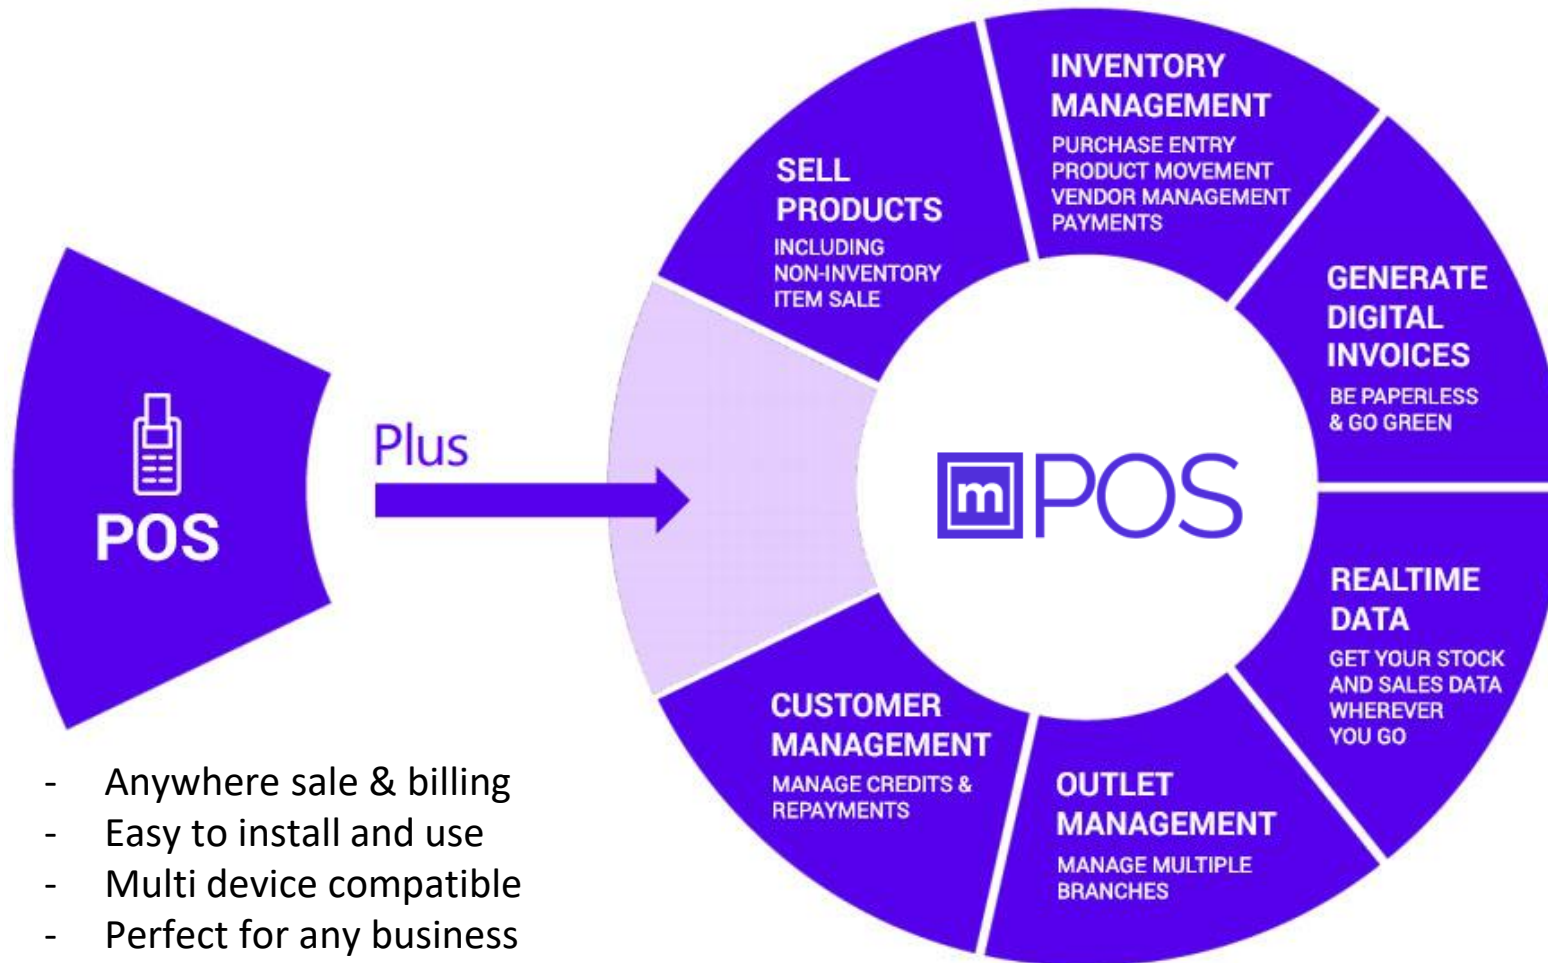 POS
Plus
SELL
PRODUCTS
INCLUDING
NON-INVENTORY
ITEM SALE
INVENTORY
MANAGEMENT
PURCHASE ENTRY
PRODUCT MOVEMENT
VENDOR MANAGEMENT
PAYMENTS
GENERATE
DIGITAL
INVOICES
BE PAPERLESS
& GO GREEN
REALTIME
DATA
GET YOUR STOCK
AND SALES DATA
WHEREVER
YOU GO
OUTLET
MANAGEMENT
MANAGE MULTIPLE
BRANCHES
CUSTOMER
MANAGEMENT
MANAGE CREDITS &
REPAYMENTS
mPOS
- Anywhere sale & billing
- Easy to install and use
- Multi device compatible
- Perfect for any business